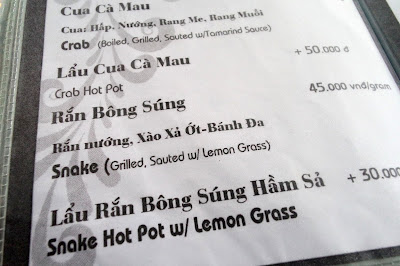 Cua Cà Mau
Cua: Hấp, Nướng, Rang Me, Rang Muối
Crab (Boiled, Grilled, Sauted w/Tamarind Sauce)
Lẩu Cua Cà Mau + 50.000 đ
Crab Hot Pot
Rắn Bông Súng 45.000 vnđ/gram
Rắn nướng, Xào Xả Ớt-Bánh Đa
Snake (Grilled, Sauted w/ Lemon Grass)
Lẩu Rắn Bông Súng Hầm Sả + 30.000
Snake Hot Pot w/ Lemon Grass